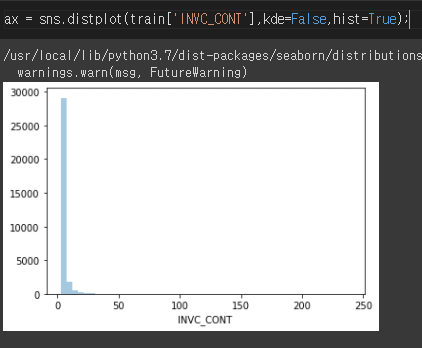 ax = sns.distplot(train['INVC_CONT'],kde=False,hist=True);
/usr/local/lib/python3.7/dist-packages/seaborn/distributions
warnings.warn(msg, FutureWarning)
30000
25000
20000
15000
10000
5000
0
0 50 100 150 200 250
INVC_CONT